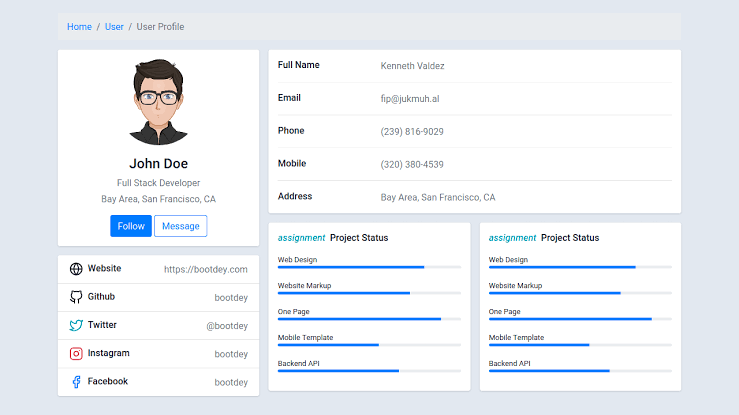 Home / User / User Profile
John Doe
Full Stack Developer
Bay Area, San Francisco, CA
Follow Message
Website https://bootdey.com
Github bootdey
Twitter @bootdey
Instagram bootdey
Facebook bootdey
Full Name Kenneth Valdez
Email fip@jukmuh.al
Phone (239) 816-9029
Mobile (320) 380-4539
Address Bay Area, San Francisco, CA
assignment Project Status
Web Design
Website Markup
One Page
Mobile Template
Backend API
assignment Project Status
Web Design
Website Markup
One Page
Mobile Template
Backend API